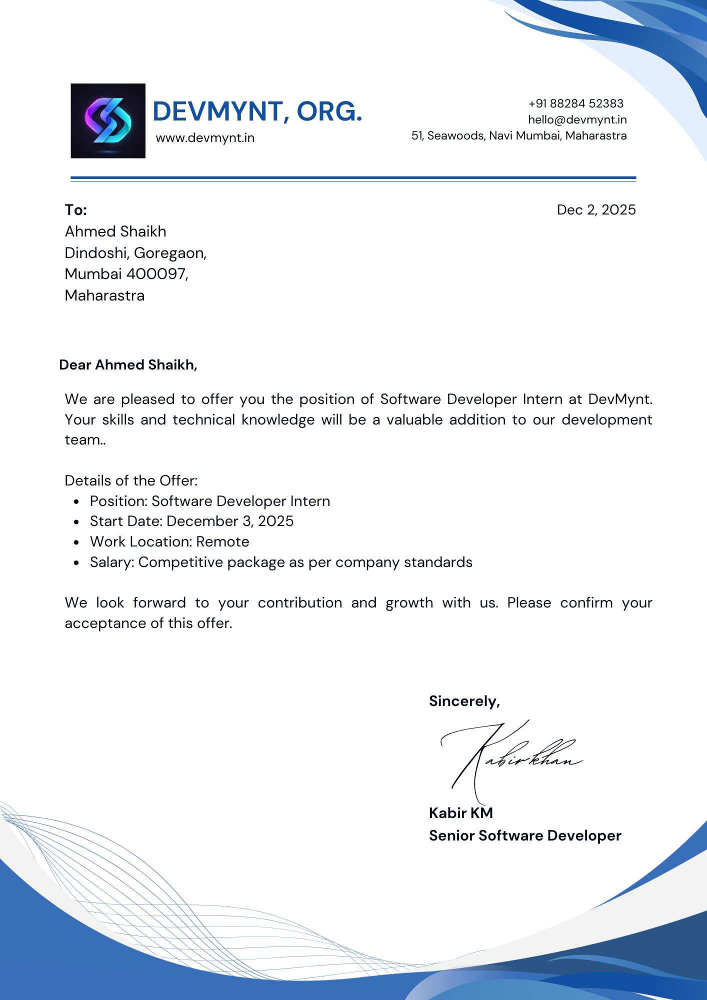 DEVMYNT, ORG.
www.devmynt.in
+91 88284 52383
hello@devmynt.in
51, Seawoods, Navi Mumbai, Maharastra
To:
Dec 2, 2025
Ahmed Shaikh
Dindoshi, Goregaon,
Mumbai 400097,
Maharastra
Dear Ahmed Shaikh,
We are pleased to offer you the position of Software Developer Intern at DevMynt.
Your skills and technical knowledge will be a valuable addition to our development
team..
Details of the Offer:
• Position: Software Developer Intern
• Start Date: December 3, 2025
• Work Location: Remote
• Salary: Competitive package as per company standards
We look forward to your contribution and growth with us. Please confirm your
acceptance of this offer.
Sincerely,
Kabir khan
Kabir KM
Senior Software Developer